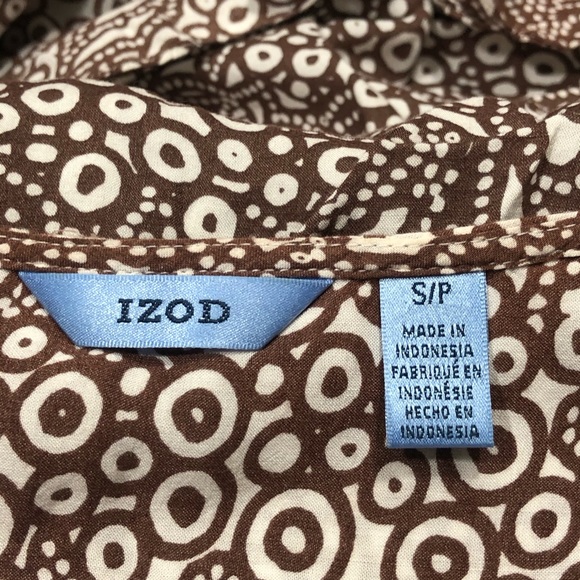 IZOD
S/P
MADE IN
INDONESIA
FABRIQUÉ EN
INDONÉSIE
HECHO EN
INDONESIA